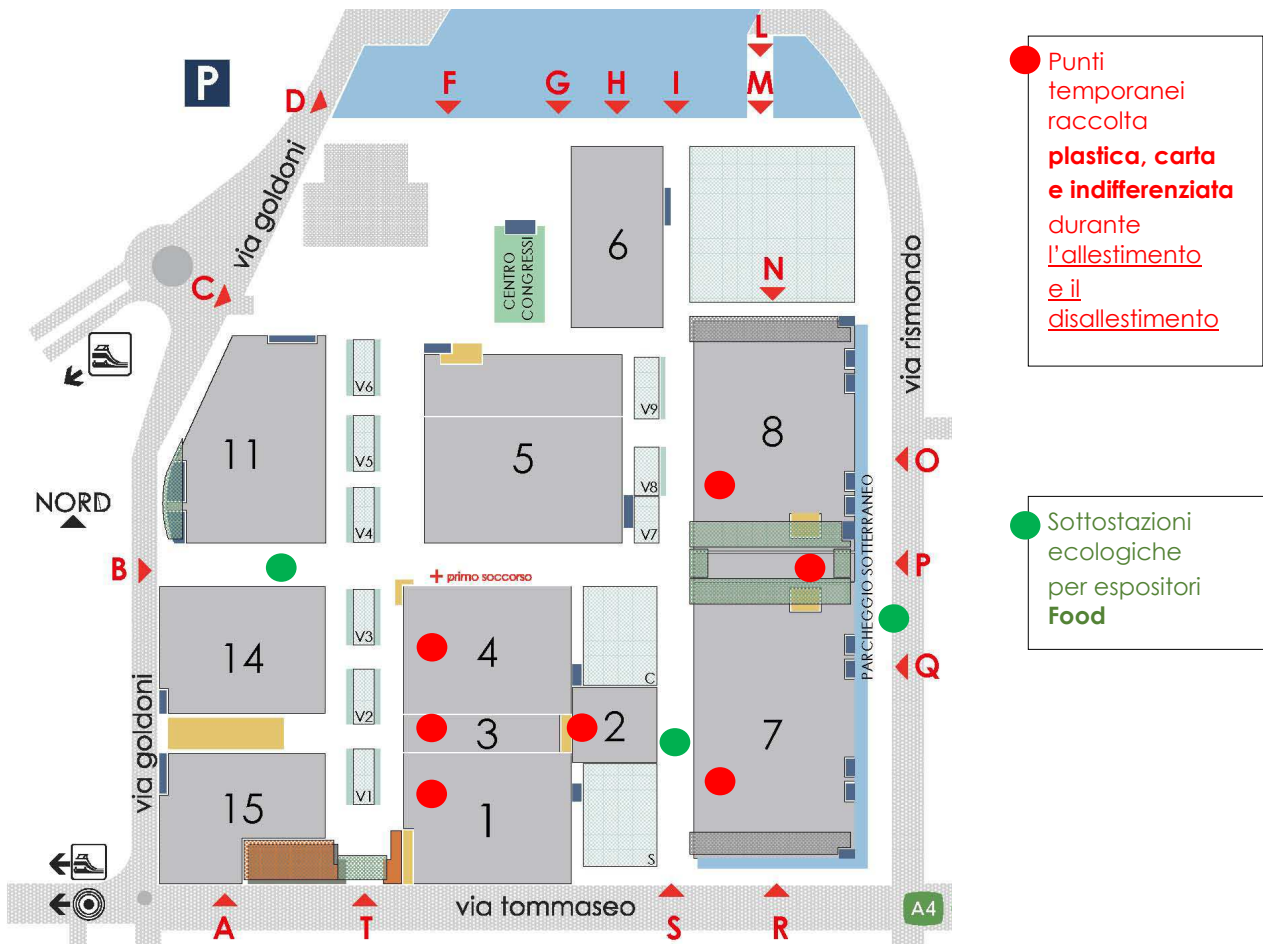 L
P
D
F
G
H
I
M
via goldoni
CENTRO
CONGRESSI
6
N
C
via rismondo
V6
V9
11
V5
5
8
O
V8
NORD
V4
V7
B
+ primo soccorso
P
PARCHEGGIO SOTTERRANEO
V3
14
4
C
Q
V2
3
2
7
via goldoni
V1
15
1
S
via tommaseo
A4
A
T
S
R
Punti
temporanei
raccolta
plastica, carta
e indifferenziata
durante
l'allestimento
e il
disallestimento
Sottostazioni
ecologiche
per espositori
Food